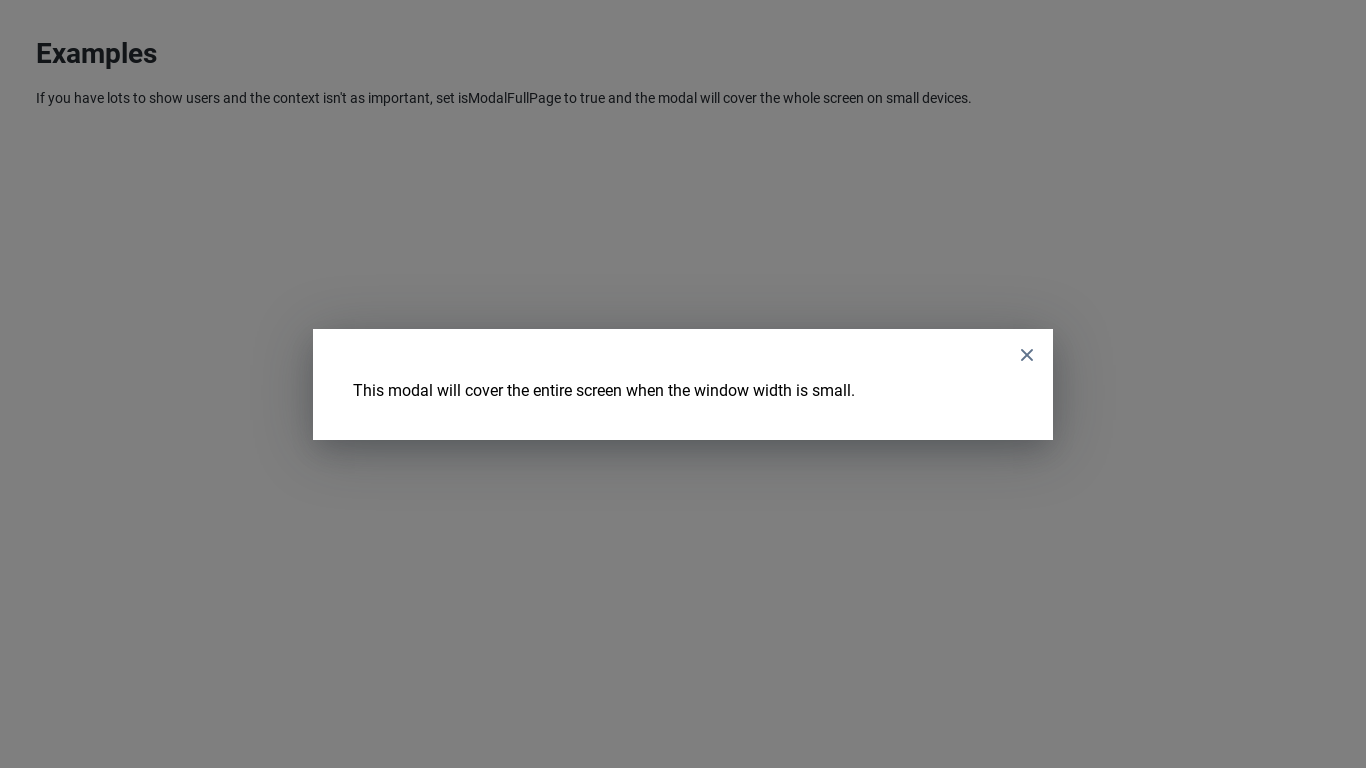 Examples
If you have lots to show users and the context isn't as important, set isModalFullPage to true and the modal will cover the whole screen on small devices.
This modal will cover the entire screen when the window width is small.